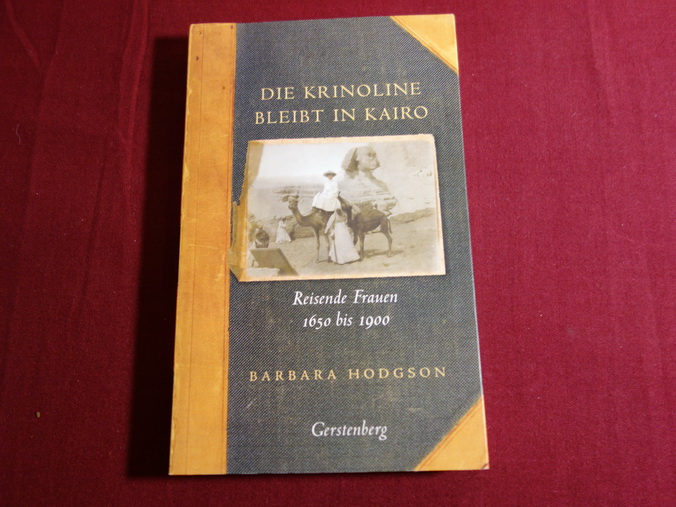 DIE KRINOLINE
BLEIBT IN KAIRO
Reisende Frauen
1650 bis 1900
BARBARA HODGSON
Gerstenberg